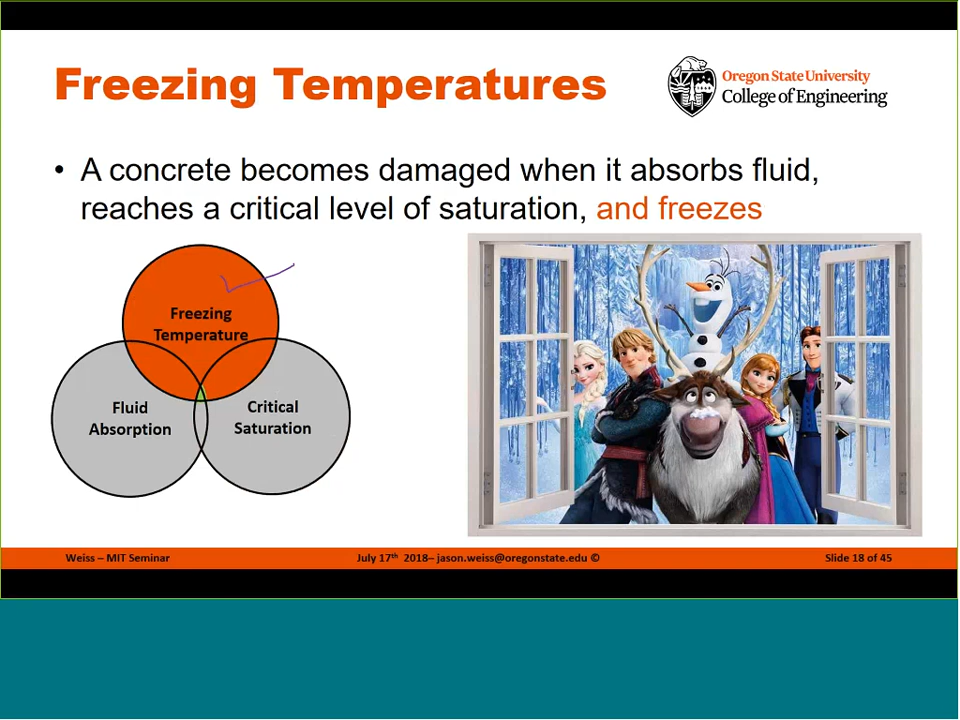 Freezing Temperatures
Oregon State University
College of Engineering
• A concrete becomes damaged when it absorbs fluid,
reaches a critical level of saturation, and freezes
Freezing
Temperature
Fluid
Absorption
Critical
Saturation
Weiss – MIT Seminar
July 17th 2018– jason.weiss@oregonstate.edu ©
Slide 18 of 45